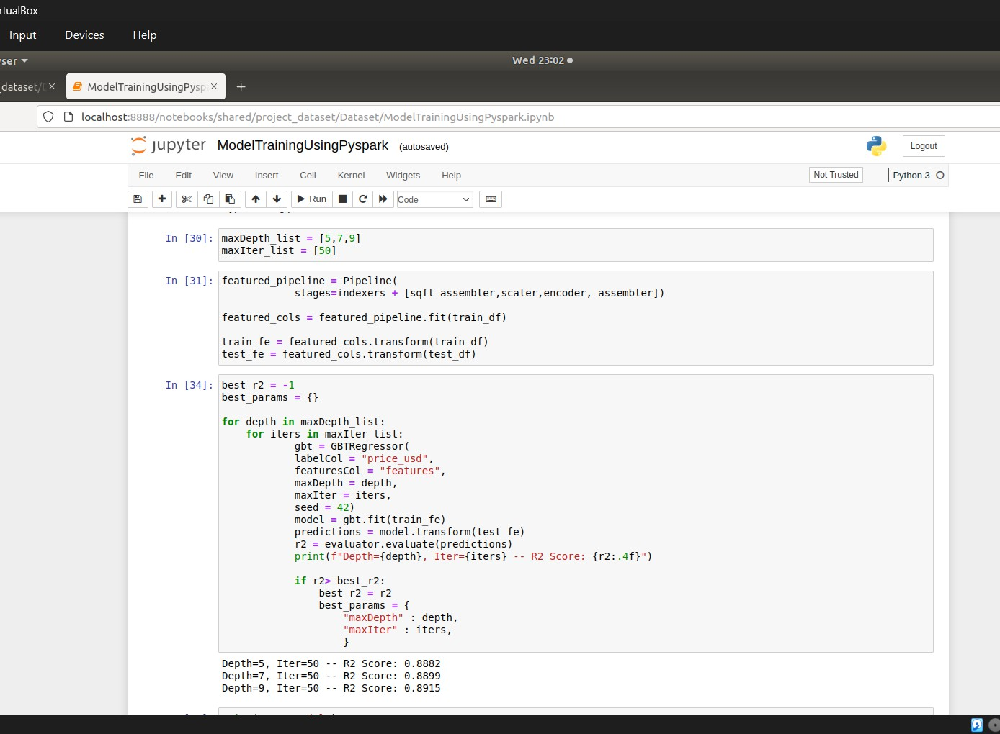 rtualBox
Input Devices Help
ser Wed 23:02
_dataset/ ModelTrainingUsingPysp
localhost:8888/notebooks/shared/project_dataset/Dataset/ModelTrainingUsingPyspark.ipynb
jupyter ModelTrainingUsingPyspark (autosaved) Logout
File Edit View Insert Cell Kernel Widgets Help Not Trusted Python 3
Run Code
In [30]: maxDepth_list = [5,7,9]
maxIter_list = [50]
In [31]: featured_pipeline = Pipeline(
stages=indexers + [sqft_assembler,scaler,encoder, assembler])
featured_cols = featured_pipeline.fit(train_df)
train_fe = featured_cols.transform(train_df)
test_fe = featured_cols.transform(test_df)
In [34]: best_r2 = -1
best_params = {}
for depth in maxDepth_list:
for iters in maxIter_list:
gbt = GBTRegressor(
labelCol = "price_usd",
featuresCol = "features",
maxDepth = depth,
maxIter = iters,
seed = 42)
model = gbt.fit(train_fe)
predictions = model.transform(test_fe)
r2 = evaluator.evaluate(predictions)
print(f"Depth={depth}, Iter={iters} -- R2 Score: {r2:.4f}")
if r2> best_r2:
best_r2 = r2
best_params = {
"maxDepth" : depth,
"maxIter" : iters,
}
Depth=5, Iter=50 -- R2 Score: 0.8882
Depth=7, Iter=50 -- R2 Score: 0.8899
Depth=9, Iter=50 -- R2 Score: 0.8915